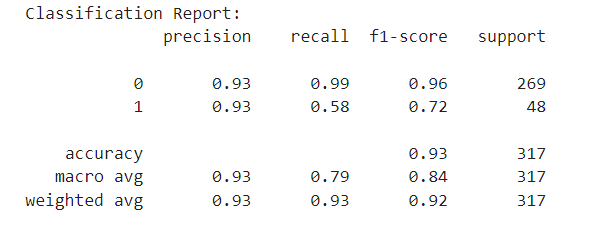 Classification Report:
precision recall f1-score support
0 0.93 0.99 0.96 269
1 0.93 0.58 0.72 48
accuracy 0.93 317
macro avg 0.93 0.79 0.84 317
weighted avg 0.93 0.93 0.92 317